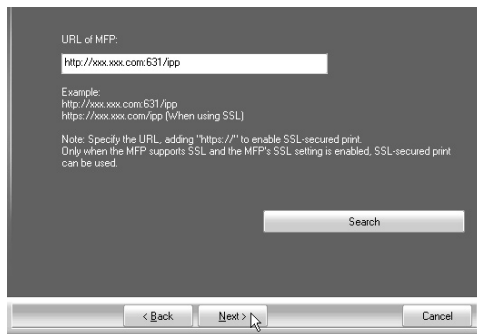 URL of MFP:
http://xxx.xxx.com:631/ipp
Example:
http://xxx.xxx.com:631/ipp
https://xxx.xxx.com/ipp (When using SSL)
Note: Specify the URL, adding "https://" to enable SSL-secured print.
Only when the MFP supports SSL and the MFP's SSL setting is enabled, SSL-secured print
can be used.
Search
< Back Next > Cancel